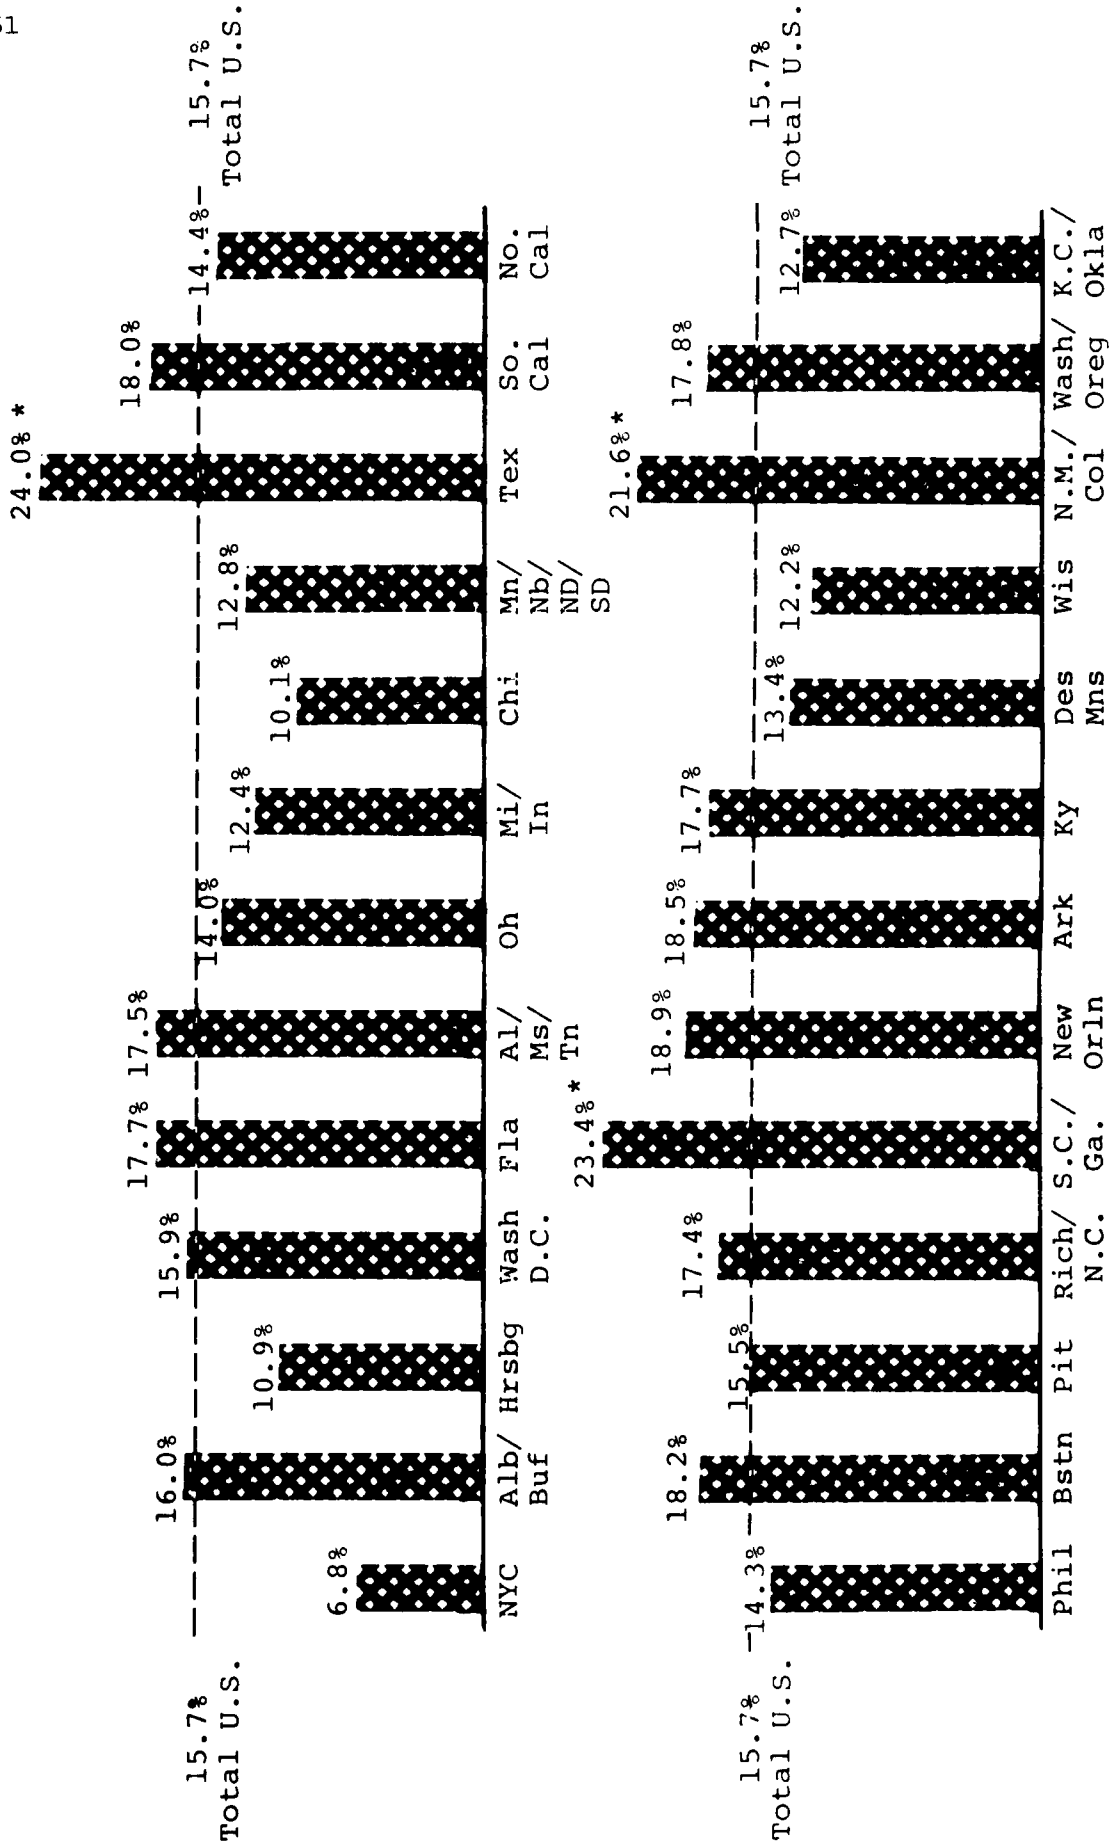 24.0% *
17.7% 17.5% 18.0%
16.0% 15.9%
15.7% 14.0% 14.4% 15.7%
Total U.S. Total U.S.
10.9% 12.4% 12.8%
10.1%
6.8%
NYC Alb/ Hrsbg Wash Fla Al/ Oh Mi/ Chi Mn/ Tex So. No.
Buf D.C. Ms/ In Nb/ Cal Cal
Tn ND/
SD
23.4%*
21.6%*
18.2% 17.4% 18.9% 18.5% 17.7% 17.8%
15.7% 14.3% 15.5% 13.4% 12.2% 12.7% 15.7%
Total U.S. Total U.S.
Phil Bstn Pit Rich/ S.C./ New Ark Ky Des Wis N.M./ Wash/ K.C./
N.C. Ga. Orln Mns Col Oreg Okla